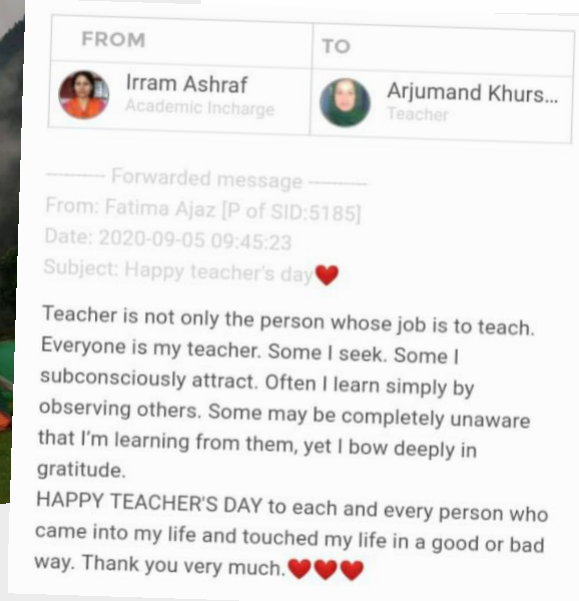 FROM
TO
Irram Ashraf
Academic Incharge
Arjumand Khurs...
Teacher
Forwarded message
From: Fatima Ajaz [P of SID:5185]
Date: 2020-09-05 09:45:23
Subject: Happy teacher's day❤️
Teacher is not only the person whose job is to teach.
Everyone is my teacher. Some I seek. Some I
subconsciously attract. Often I learn simply by
observing others. Some may be completely unaware
that I'm learning from them, yet I bow deeply in
gratitude.
HAPPY TEACHER'S DAY to each and every person who
came into my life and touched my life in a good or bad
way. Thank you very much.❤️❤️❤️